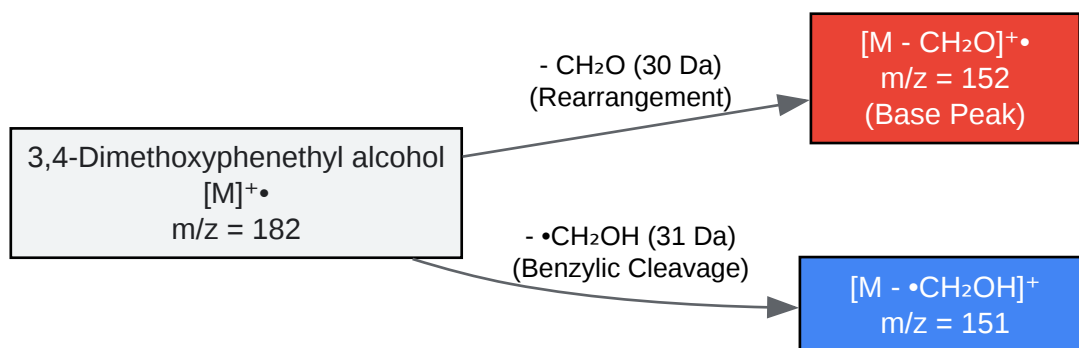 3,4-Dimethoxyphenethyl alcohol
[M]⁺•
m/z = 182
- CH₂O (30 Da)
(Rearrangement)
[M - CH₂O]⁺•
m/z = 152
(Base Peak)
- •CH₂OH (31 Da)
(Benzylic Cleavage)
[M - •CH₂OH]⁺
m/z = 151